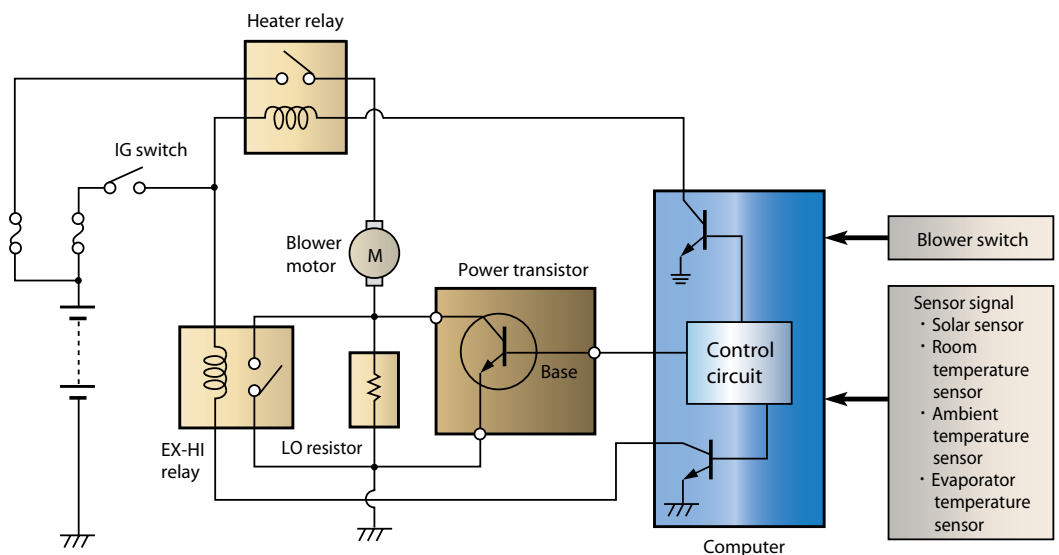 Heater relay
IG switch
Blower
motor
M
Power transistor
Base
Control
circuit
EX-HI
relay
LO resistor
Computer
Blower switch
Sensor signal
・Solar sensor
・Room
temperature
sensor
・Ambient
temperature
sensor
・Evaporator
temperature
sensor